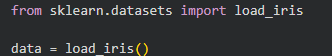 from sklearn.datasets import load_iris
data = load_iris()